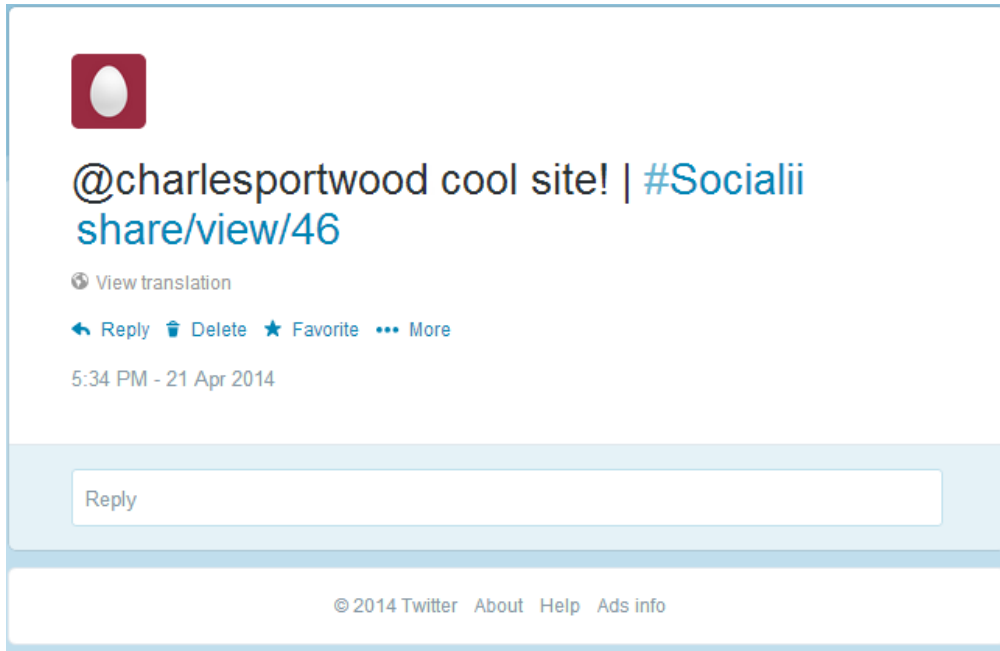 @charlesportwood cool site! | #Socialii
share/view/46
View translation
Reply Delete Favorite More
5:34 PM - 21 Apr 2014
Reply
© 2014 Twitter About Help Ads info